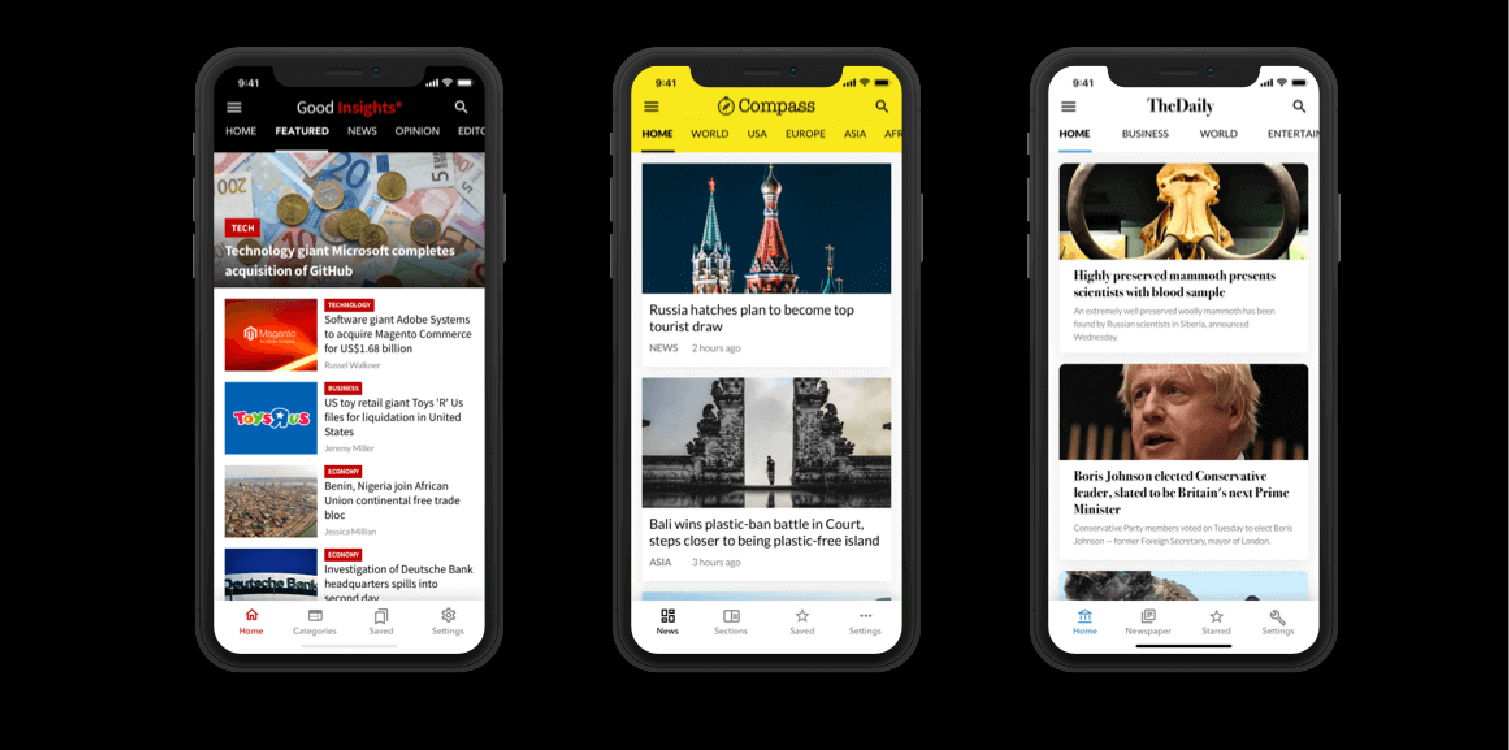 9:41
Good Insights*
HOME FEATURED NEWS OPINION EDITO
TECH
Technology giant Microsoft completes
acquisition of GitHub
Magento
TECHNOLOGY
Software giant Adobe Systems
to acquire Magento Commerce
for US$1.68 billion
Russel Walkner
Toys R Us
BUSINESS
US toy retail giant Toys 'R' Us
files for liquidation in United
States
Jeremy Miller
ECONOMY
Benin, Nigeria join African
Union continental free trade
bloc
Jessica Millian
Deutsche Bank
ECONOMY
Investigation of Deutsche Bank
headquarters spills into
second day
Home Categories Saved Settings
9:41
Compass
HOME WORLD USA EUROPE ASIA AFR
Russia hatches plan to become top
tourist draw
NEWS 2 hours ago
Bali wins plastic-ban battle in Court,
steps closer to being plastic-free island
ASIA 3 hours ago
News Sections Saved Settings
9:41
TheDaily
HOME BUSINESS WORLD ENTERTAIN
Highly preserved mammoth presents
scientists with blood sample
An extremely well preserved woolly mammoth has been
found by Russian scientists in Siberia, announced
Wednesday.
Boris Johnson elected Conservative
leader, slated to be Britain's next Prime
Minister
Conservative Party members voted on Tuesday to elect Boris
Johnson — former Foreign Secretary, mayor of London.
Home Newspaper Starred Settings